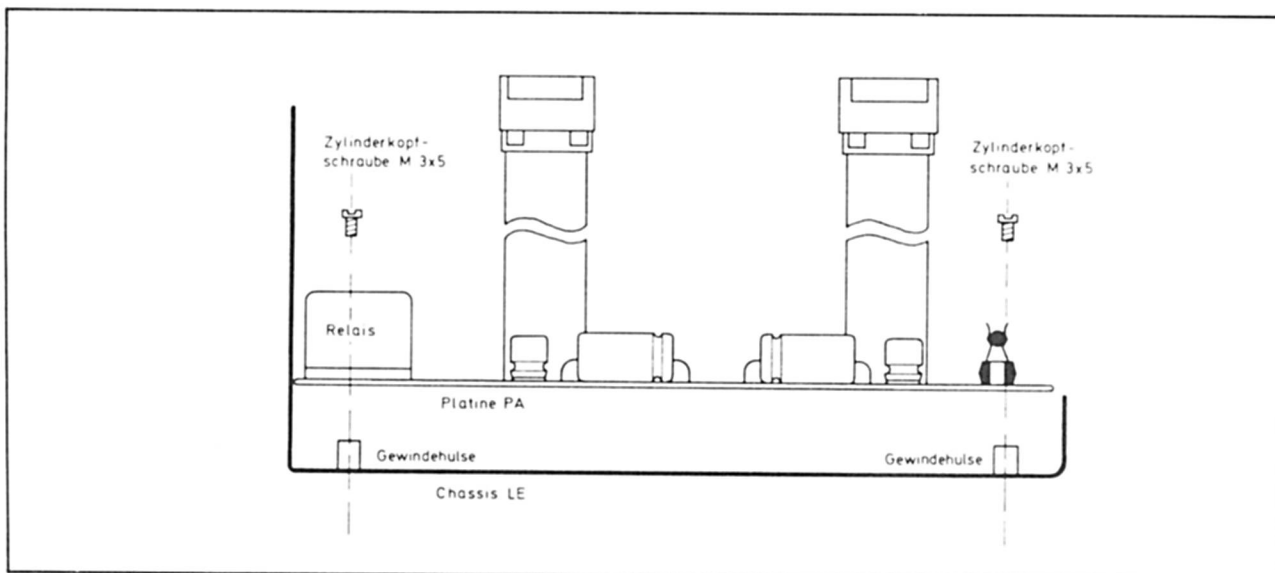 Zylinderkopf-
schraube M 3x5
Zylinderkopf-
schraube M 3x5
Relais
Platine PA
Gewindehulse
Gewindehulse
Chassis LE